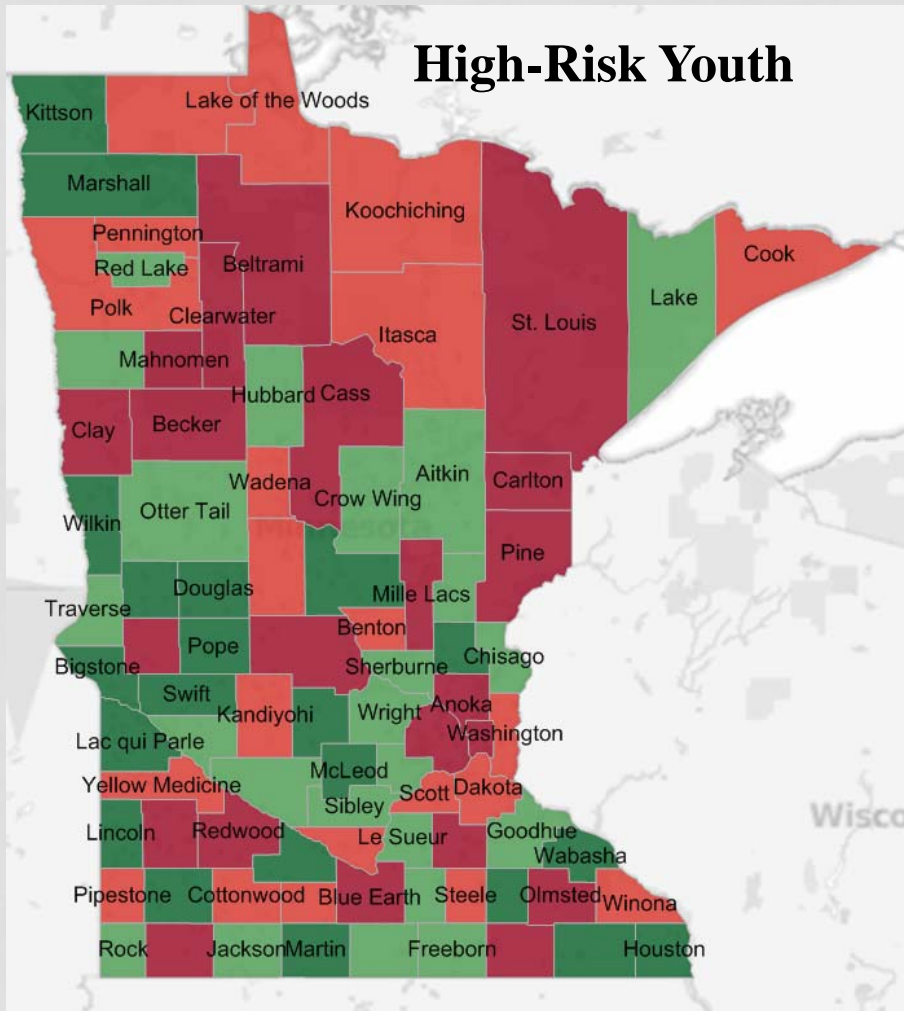 High-Risk Youth
Lake of the Woods
Kittson
Marshall
Koochiching
Pennington
Cook
Red Lake
Beltrami
Lake
Polk
Clearwater
St. Louis
Itasca
Mahnomen
Hubbard
Cass
Becker
Clay
Aitkin
Wadena
Carlton
Crow Wing
Otter Tail
Wilkin
Minnesota
Pine
Douglas
Mille Lacs
Traverse
Benton
Pope
Chisago
Bigstone
Sherburne
Swift
Anoka
Kandiyohi
Wright
Washington
Lac qui Parle
McLeod
Yellow Medicine
Dakota
Scott
Sibley
Wisco
Lincoln
Redwood
Le Sueur
Goodhue
Wabasha
Pipestone
Cottonwood
Blue Earth
Steele
Olmsted
Winona
Rock
Jackson
Martin
Freeborn
Houston